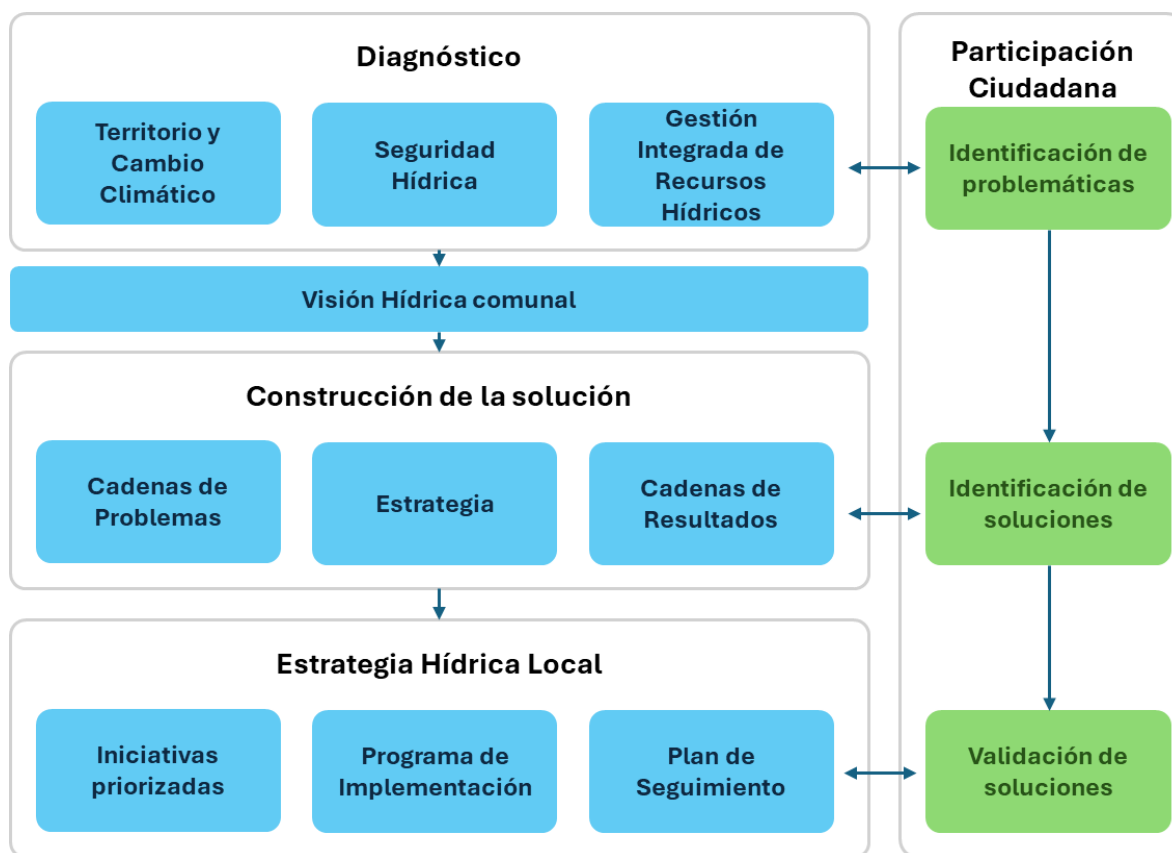 Diagnóstico
Territorio y
Cambio
Climático
Seguridad
Hídrica
Gestión
Integrada de
Recursos
Hídricos
Participación
Ciudadana
Identificación de
problemáticas
Visión Hídrica comunal
Construcción de la solución
Cadenas de
Problemas
Estrategia
Cadenas de
Resultados
Identificación de
soluciones
Estrategia Hídrica Local
Iniciativas
priorizadas
Programa de
Implementación
Plan de
Seguimiento
Validación de
soluciones